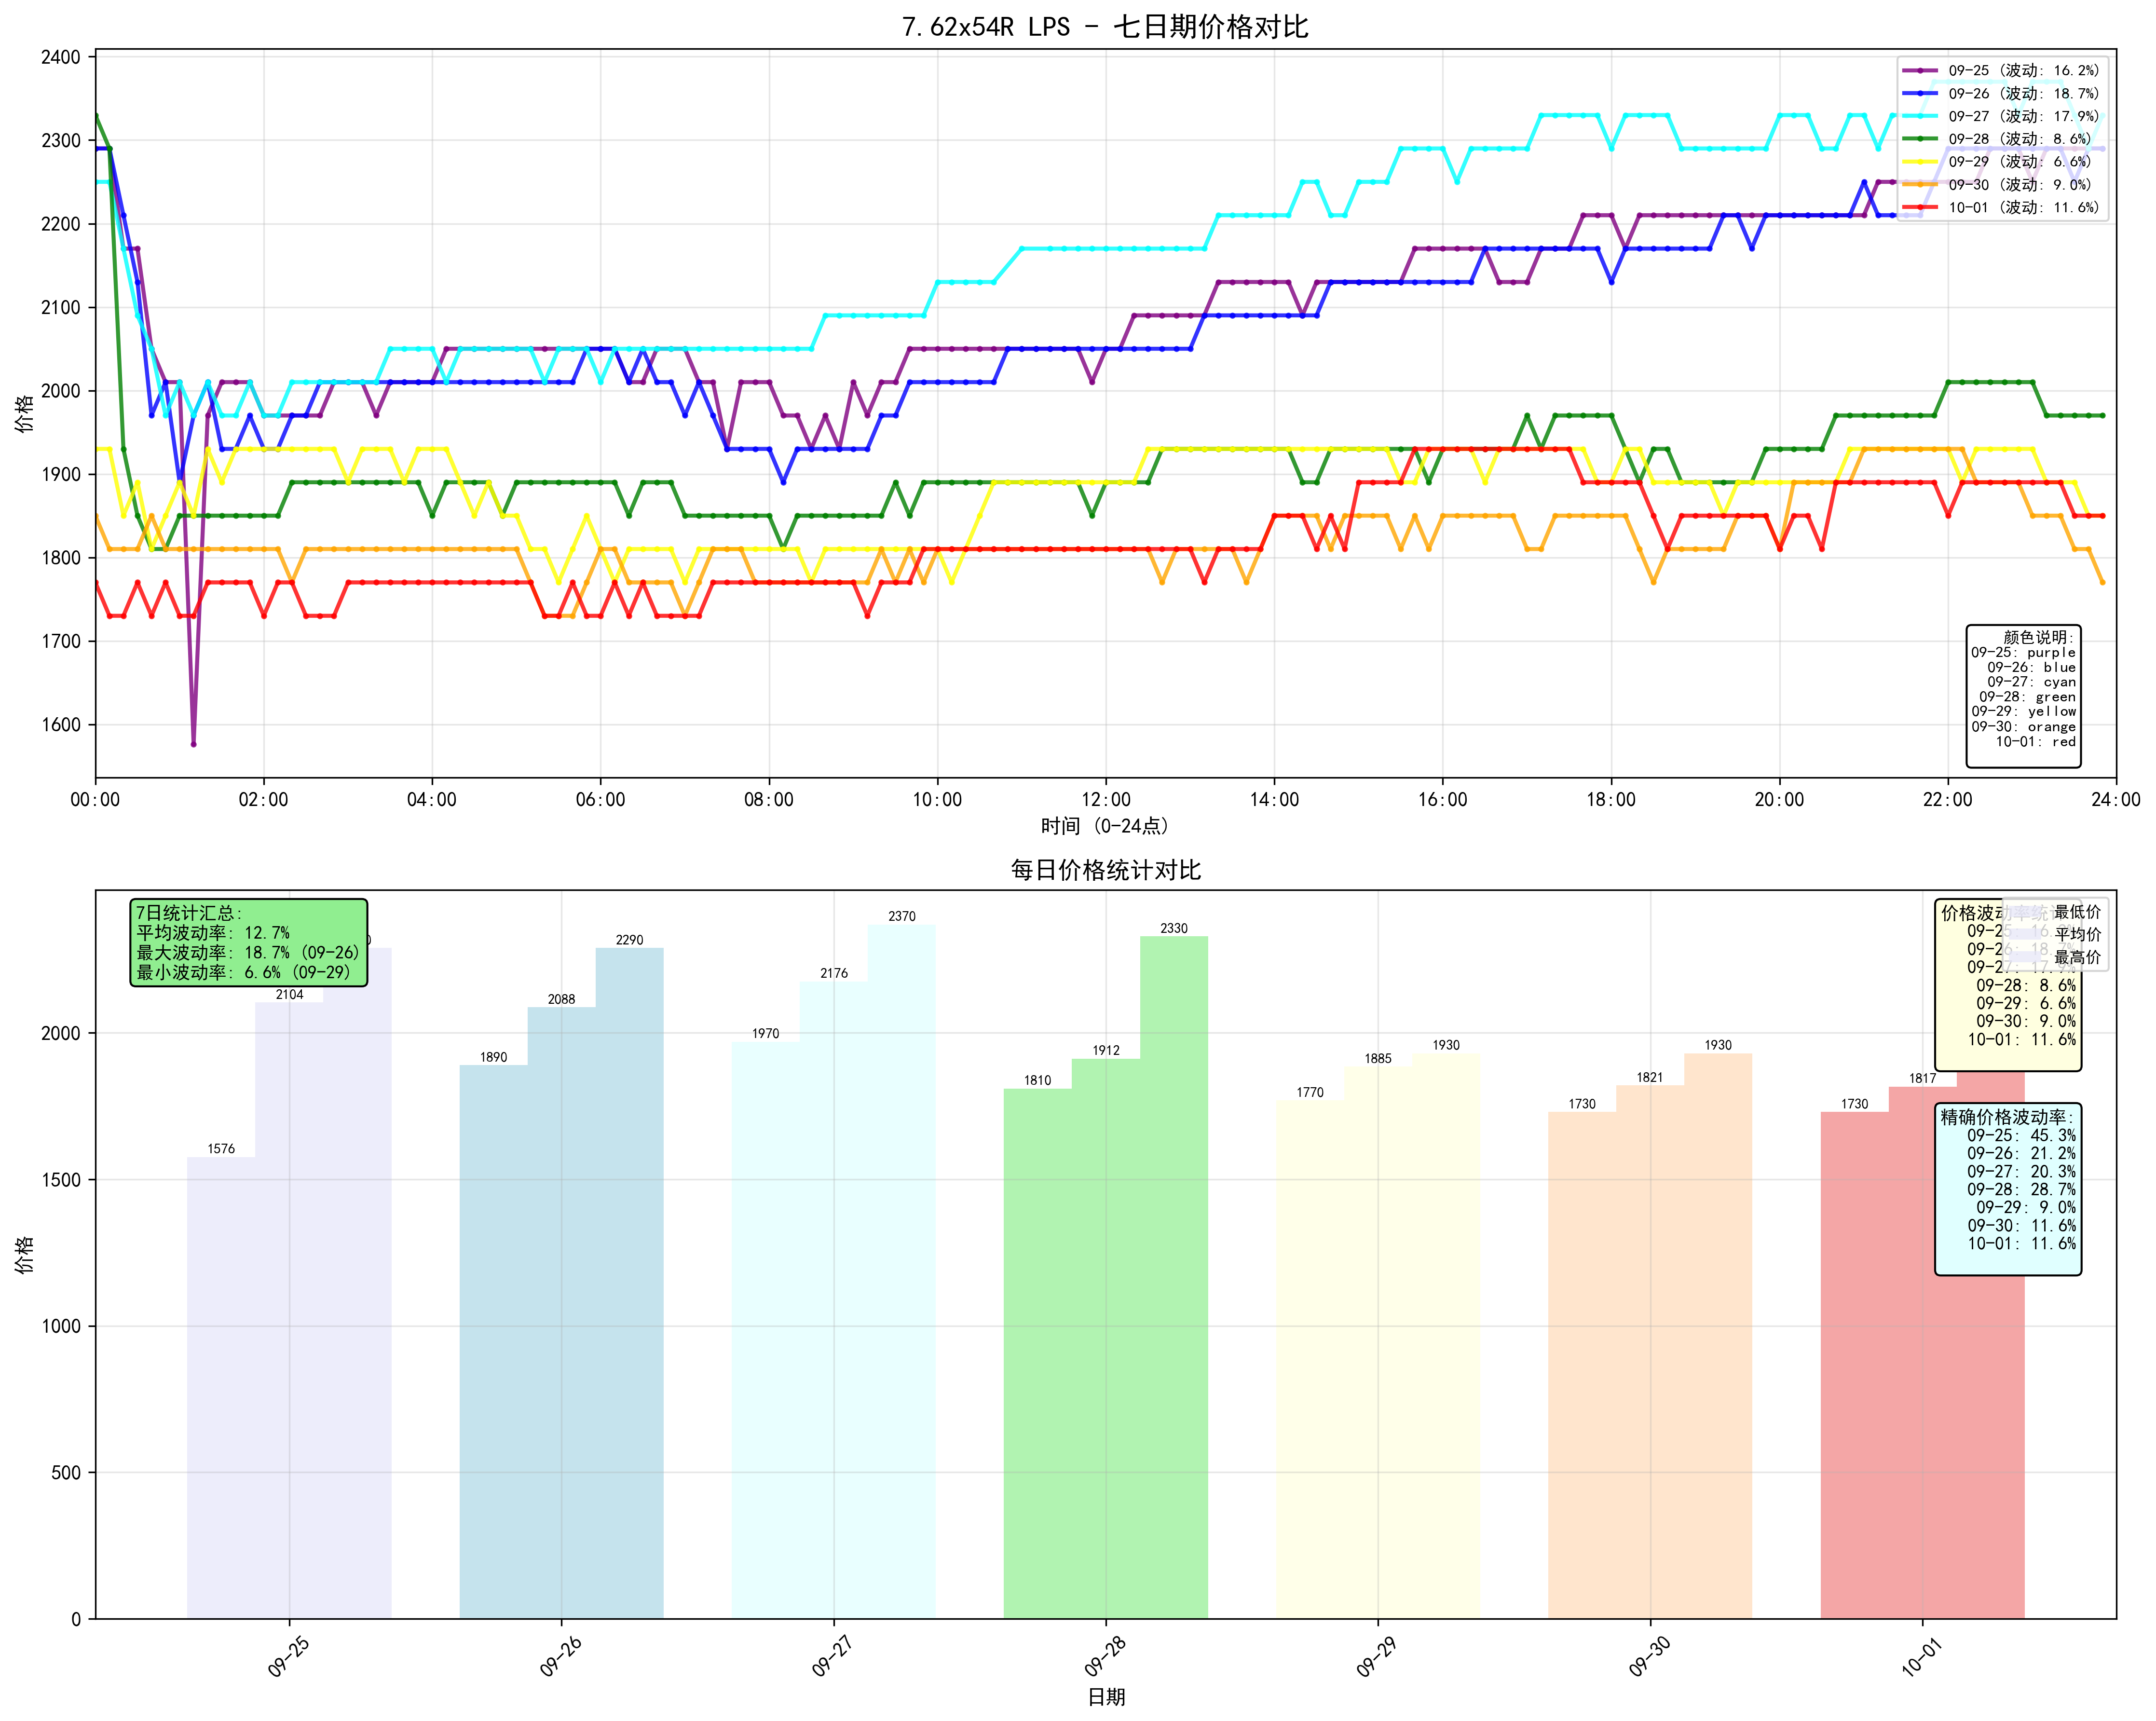 7.62x54R LPS - 七日期价格对比
2400
2300
2200
2100
2000
1900
1800
1700
1600
价格
09-25 (波动: 16.2%)
09-26 (波动: 18.7%)
09-27 (波动: 17.9%)
09-28 (波动: 8.6%)
09-29 (波动: 6.6%)
09-30 (波动: 9.0%)
10-01 (波动: 11.6%)
颜色说明:
09-25: purple
09-26: blue
09-27: cyan
09-28: green
09-29: yellow
09-30: orange
10-01: red
00:00 02:00 04:00 06:00 08:00 10:00 12:00 14:00 16:00 18:00 20:00 22:00 24:00
时间 (0-24点)
每日价格统计对比
7日统计汇总:
平均波动率: 12.7%
最大波动率: 18.7% (09-26)
最小波动率: 6.6% (09-29)
2000
1500
1000
500
0
价格
1576
2104
1890
2088
2290
1970
2176
2370
1810
1912
2330
1770
1885
1930
1730
1821
1930
1730
1817
最低价
平均价
最高价
价格波动率统计
09-25: 16.
09-26: 18.7%
09-27: 17.9%
09-28: 8.6%
09-29: 6.6%
09-30: 9.0%
10-01: 11.6%
精确价格波动率:
09-25: 45.3%
09-26: 21.2%
09-27: 20.3%
09-28: 28.7%
09-29: 9.0%
09-30: 11.6%
10-01: 11.6%
09-25 09-26 09-27 09-28 09-29 09-30 10-01
日期